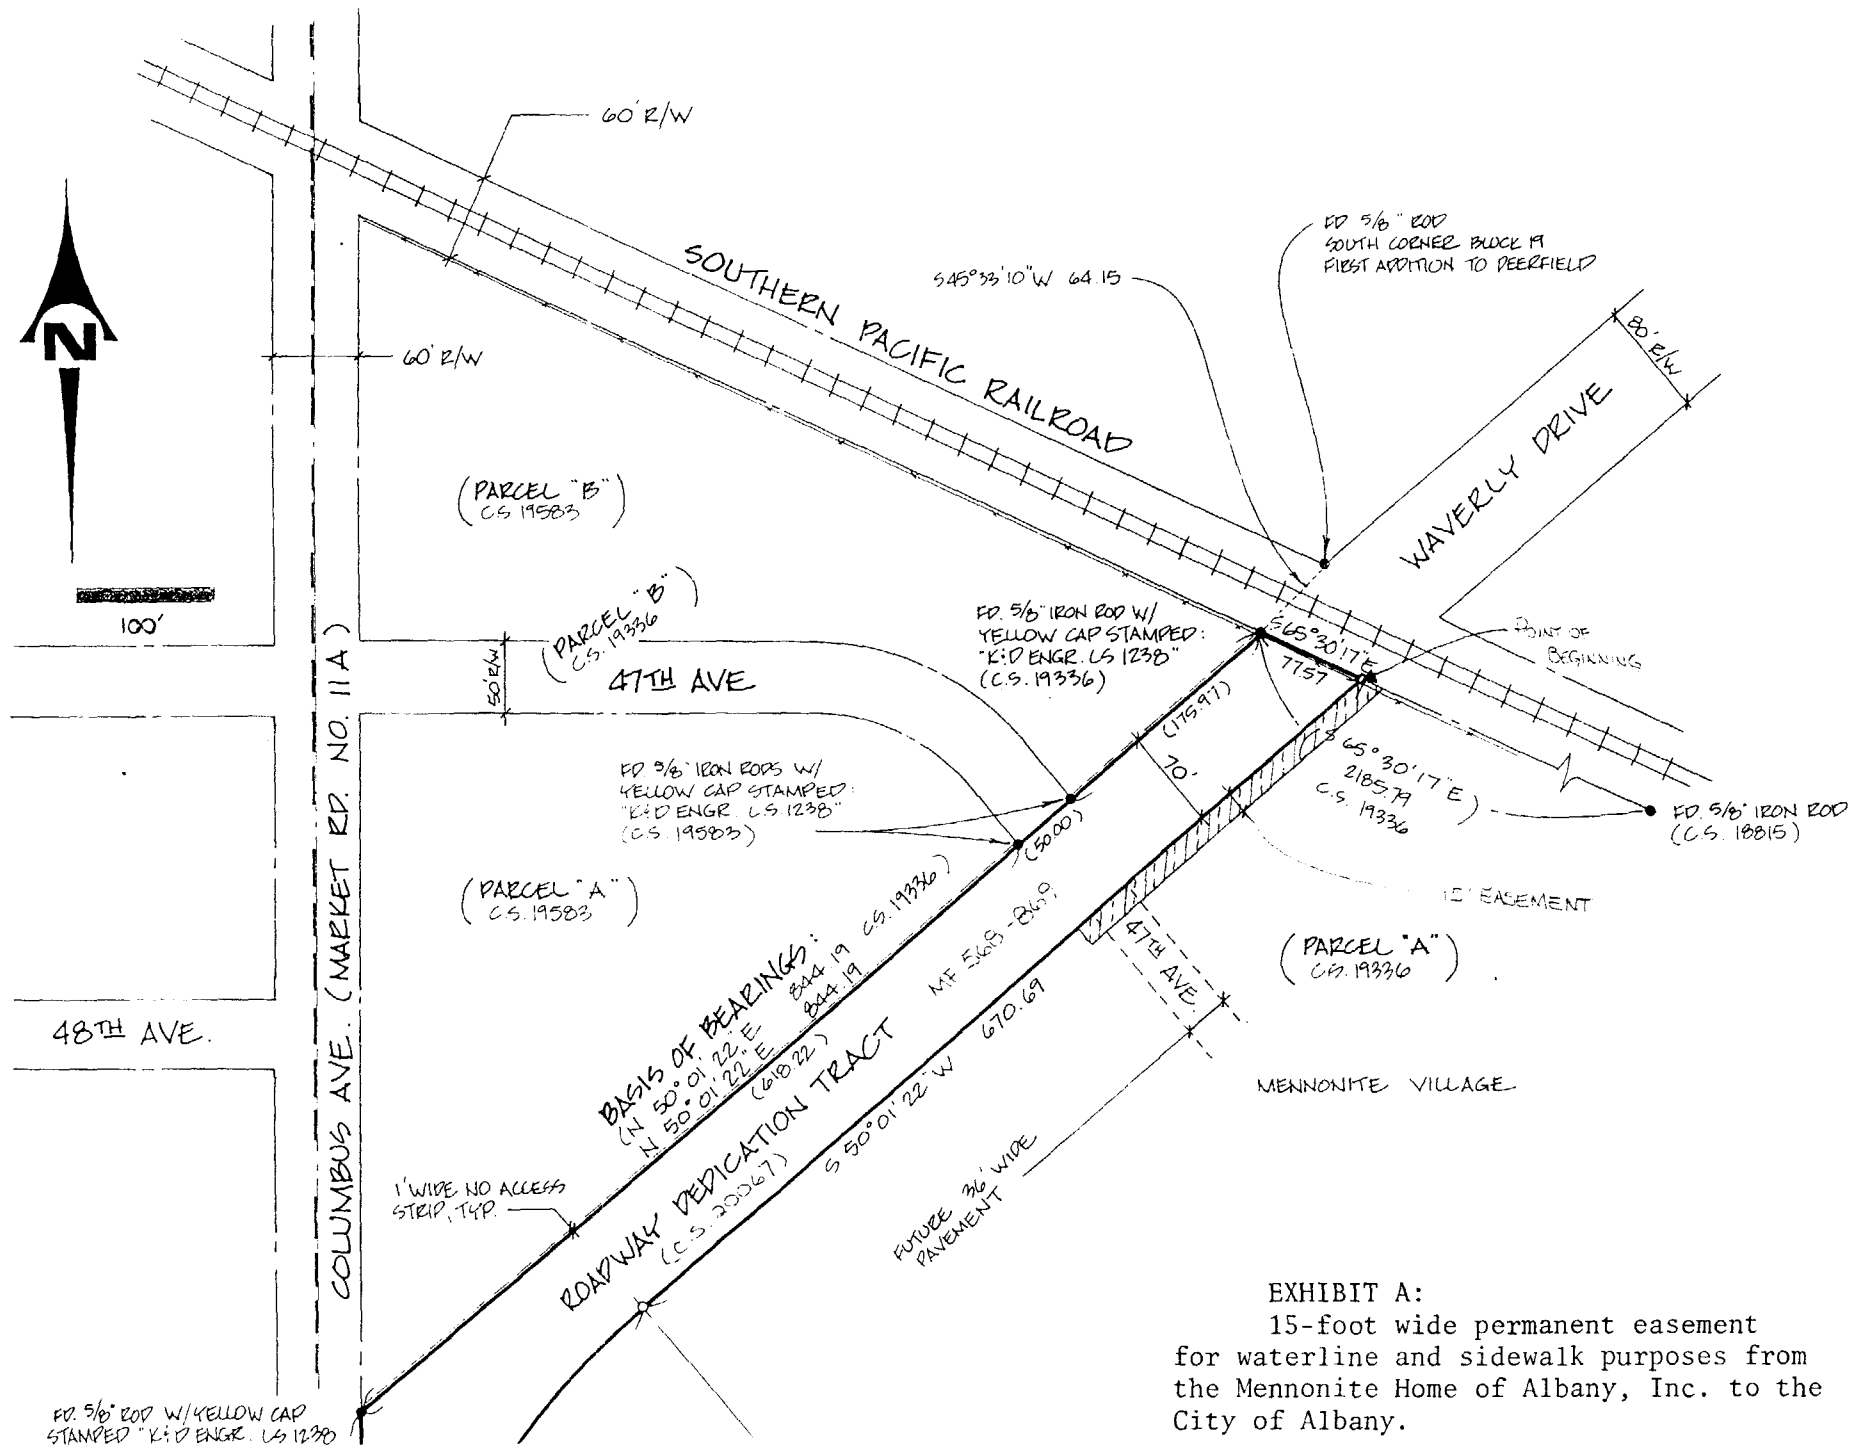 60' R/W
FD 5/8" ROD
SOUTH CORNER BLOCK 19
FIRST ADDITION TO DEERFIELD
S45°33'10"W 64.15
SOUTHERN PACIFIC RAILROAD
80' R/W
N
60' R/W
WAVERLY DRIVE
(PARCEL "B")
C.S 19583
100'
(PARCEL "B")
C.S. 19336
50' R/W
47TH AVE
FD. 5/8" IRON ROD W/
YELLOW CAP STAMPED:
"K&D ENGR. LS 1238"
(C.S. 19336)
S65°30'17"E
77.57
POINT OF
BEGINNING
(175.97)
70'
S 65°30'17"E)
2185.79
C.S. 19336
FD. 5/8" IRON RODS W/
YELLOW CAP STAMPED:
"K&D ENGR. L.S. 1238"
(C.S. 19583)
(50.00)
FD. 5/8" IRON ROD
(C.S. 18815)
15' EASEMENT
(PARCEL "A")
C.S. 19583
(PARCEL "A")
C.S. 19336
47TH AVE.
MF 568-869
BASIS OF BEARINGS:
(N 50°01'22"E 844.19 C.S. 19336)
N 50°01'22"E 844.19
(618.22)
48TH AVE.
COLUMBUS AVE. (MARKET RD. NO. 11A)
670.69
S 50°01'22"W
MENNONITE VILLAGE
FUTURE 36' WIDE
PAVEMENT
1' WIDE NO ACCESS
STRIP, TYP.
ROADWAY DEDICATION TRACT
(C.S. 20067)
FD. 5/8" ROD W/YELLOW CAP
STAMPED "K&D ENGR. LS 1238
EXHIBIT A:
15-foot wide permanent easement
for waterline and sidewalk purposes from
the Mennonite Home of Albany, Inc. to the
City of Albany.